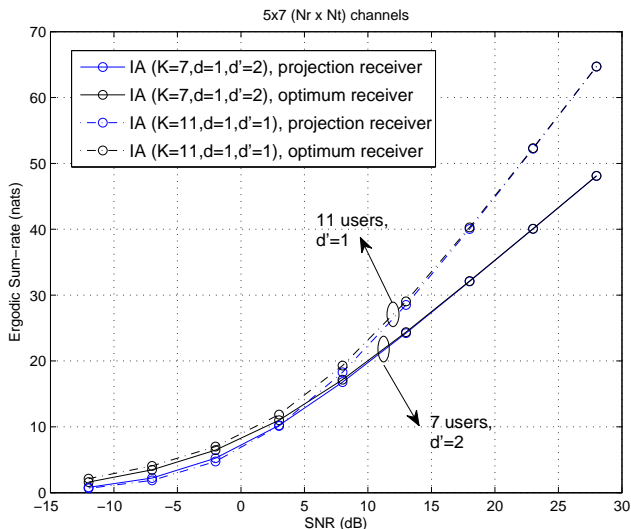 5x7 (Nr x Nt) channels
70
60
50
40
30
20
10
0
Ergodic Sum−rate (nats)
IA (K=7,d=1,d'=2), projection receiver
IA (K=7,d=1,d'=2), optimum receiver
IA (K=11,d=1,d'=1), projection receiver
IA (K=11,d=1,d'=1), optimum receiver
11 users,
d'=1
7 users,
d'=2
−15 −10 −5 0 5 10 15 20 25 30
SNR (dB)